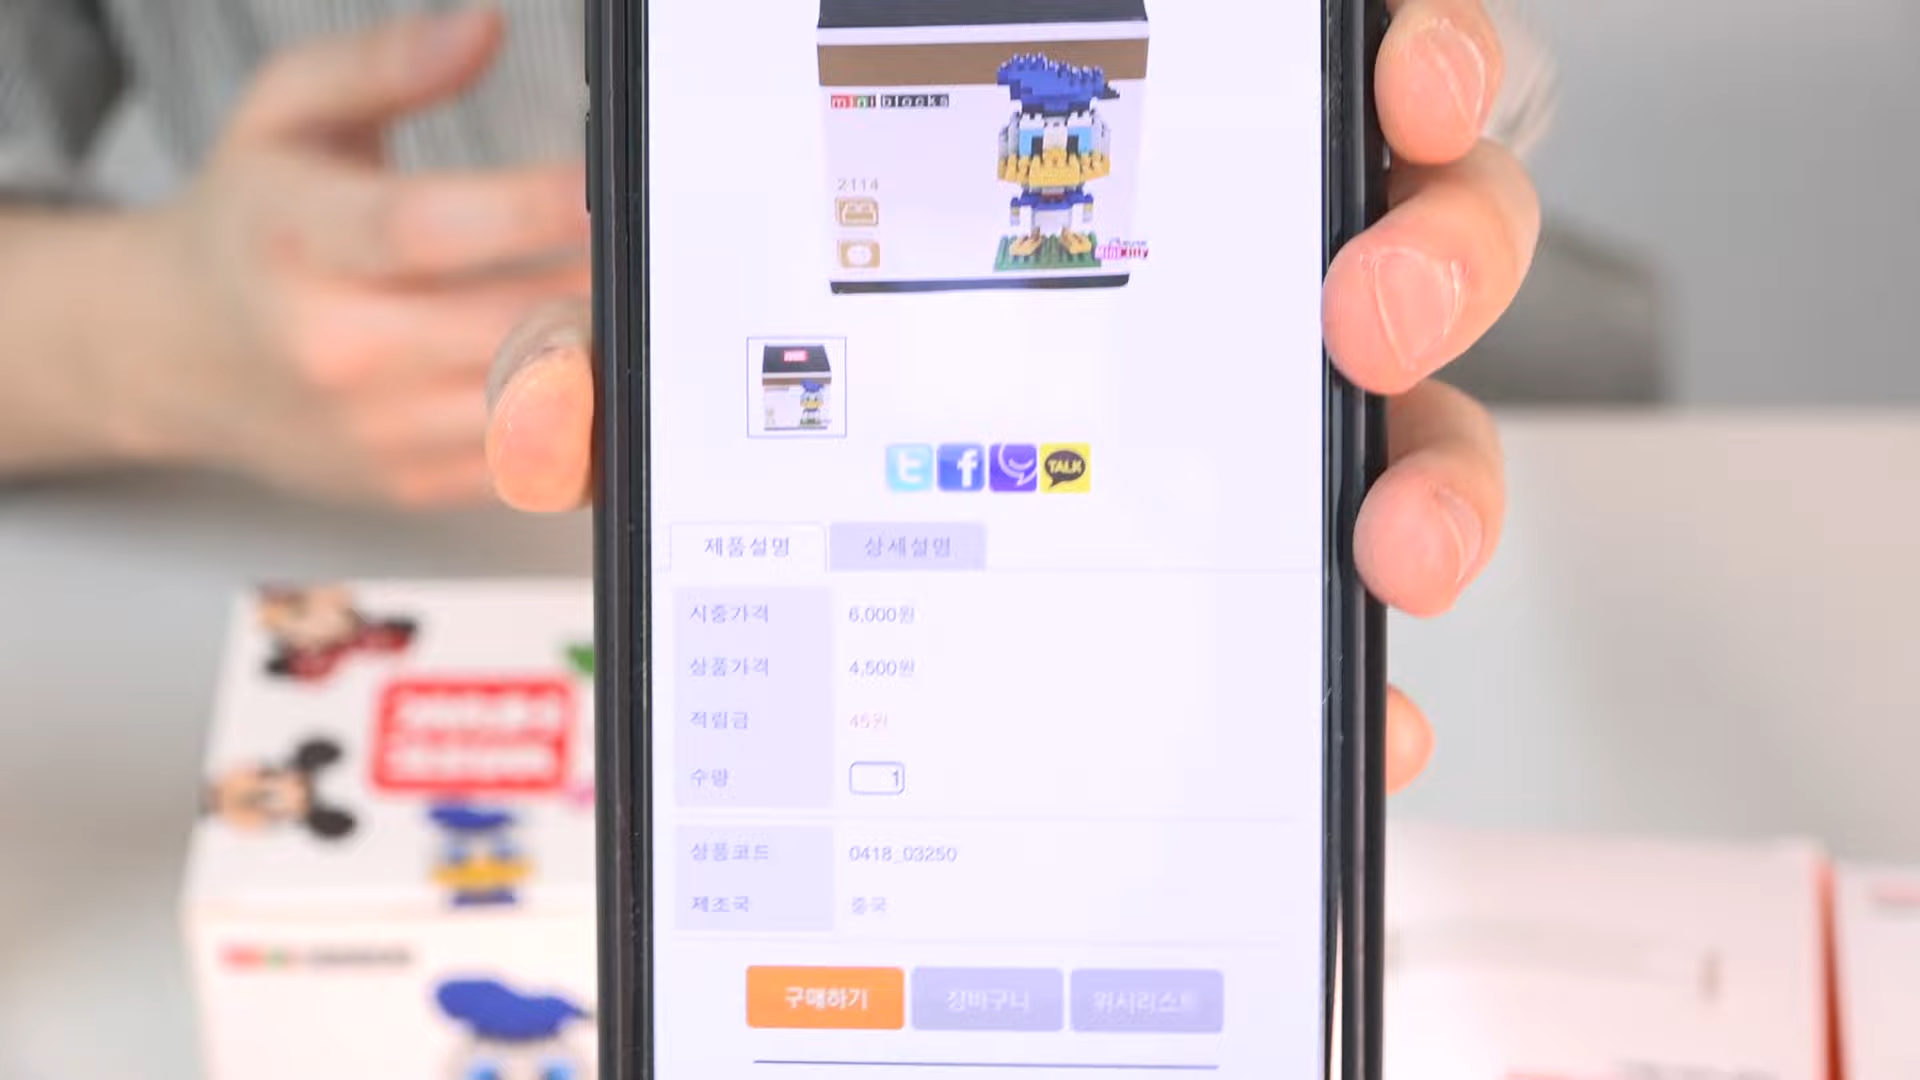 mini blocks
2114
TALK
제품설명 상세설명
시중가격 6,000원
상품가격 4,500원
적립금 45원
수량 1
상품코드 0418_03250
제조국 중국
구매하기 장바구니 위시리스트